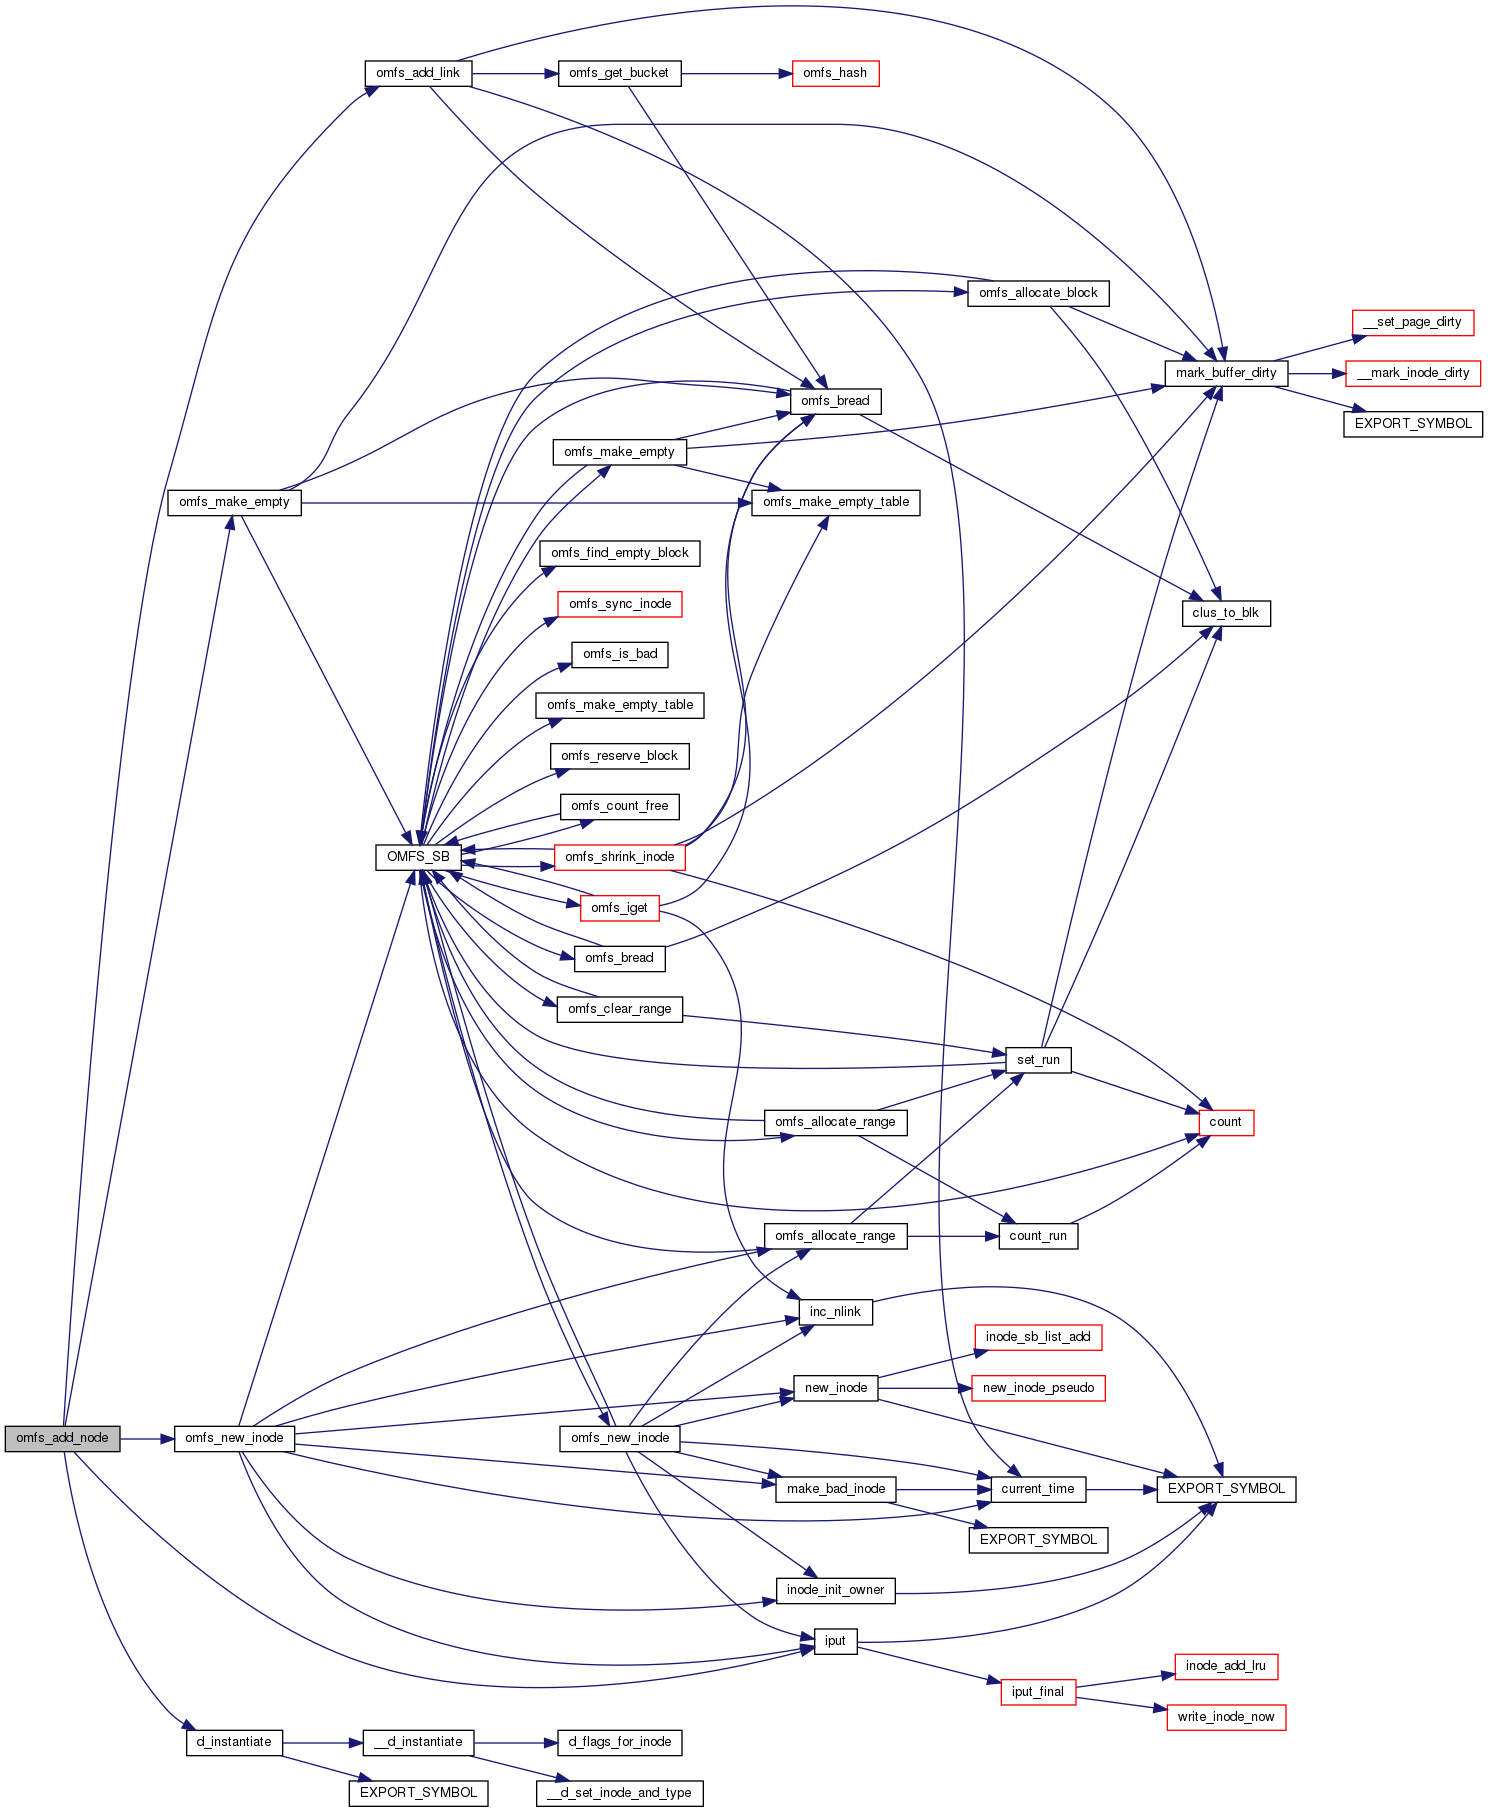 omfs_add_link
omfs_get_bucket
omfs_hash
omfs_allocate_block
__set_page_dirty
mark_buffer_dirty
__mark_inode_dirty
omfs_bread
EXPORT_SYMBOL
omfs_make_empty
omfs_make_empty
omfs_make_empty_table
omfs_find_empty_block
omfs_sync_inode
clus_to_blk
omfs_is_bad
omfs_make_empty_table
omfs_reserve_block
omfs_count_free
OMFS_SB
omfs_shrink_inode
omfs_iget
omfs_bread
omfs_clear_range
set_run
omfs_allocate_range
count
omfs_allocate_range
count_run
inc_nlink
inode_sb_list_add
new_inode
new_inode_pseudo
omfs_add_node
omfs_new_inode
omfs_new_inode
make_bad_inode
current_time
EXPORT_SYMBOL
EXPORT_SYMBOL
inode_init_owner
iput
inode_add_lru
iput_final
write_inode_now
d_instantiate
__d_instantiate
d_flags_for_inode
EXPORT_SYMBOL
__d_set_inode_and_type